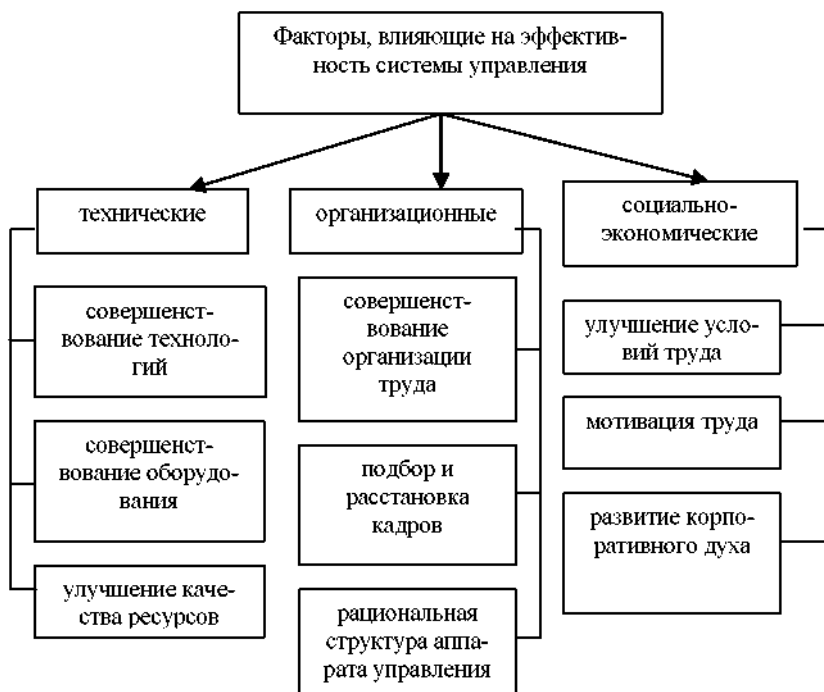 Факторы, влияющие на эффектив-
ность системы управления
технические
организационные
социально-
экономические
совершенст-
вование техноло-
гий
совершенст-
вование оборудо-
вания
улучшение каче-
ства ресурсов
совершенст-
вование
организации
труда
подбор и
расстановка
кадров
рациональная
структура аппа-
рата управления
улучшение усло-
вий труда
мотивация труда
развитие корпо-
ративного духа